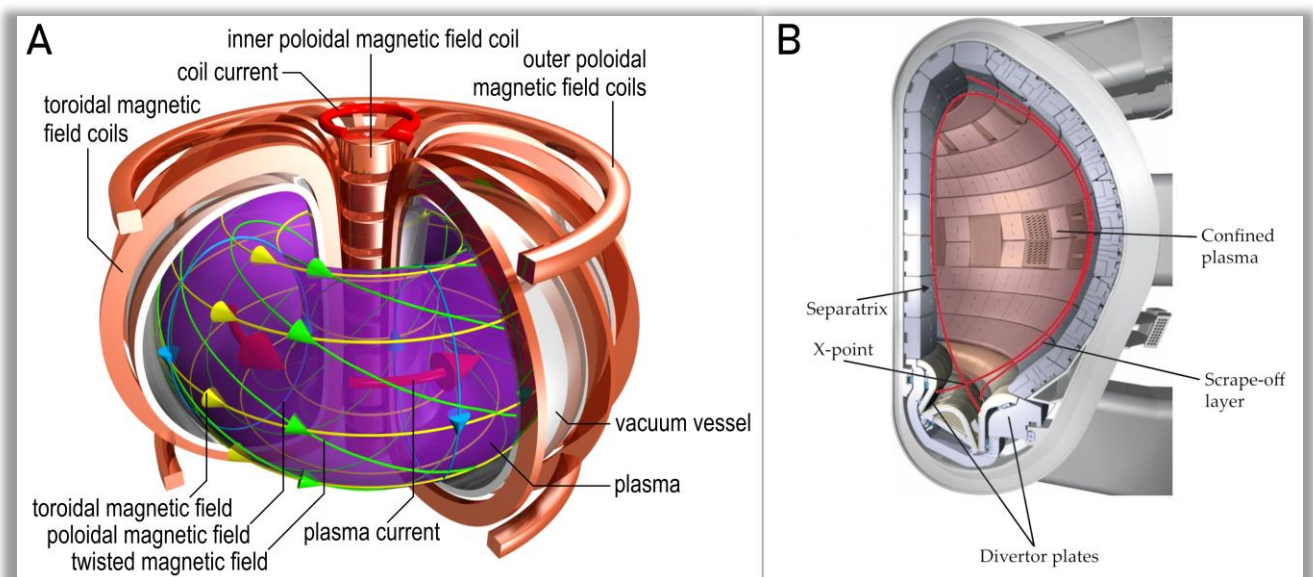 A
inner poloidal magnetic field coil
coil current
outer poloidal
magnetic field coils
toroidal magnetic
field coils
vacuum vessel
plasma
toroidal magnetic field
poloidal magnetic field
twisted magnetic field
plasma current
B
Confined
plasma
Separatrix
X-point
Scrape-off
layer
Divertor plates